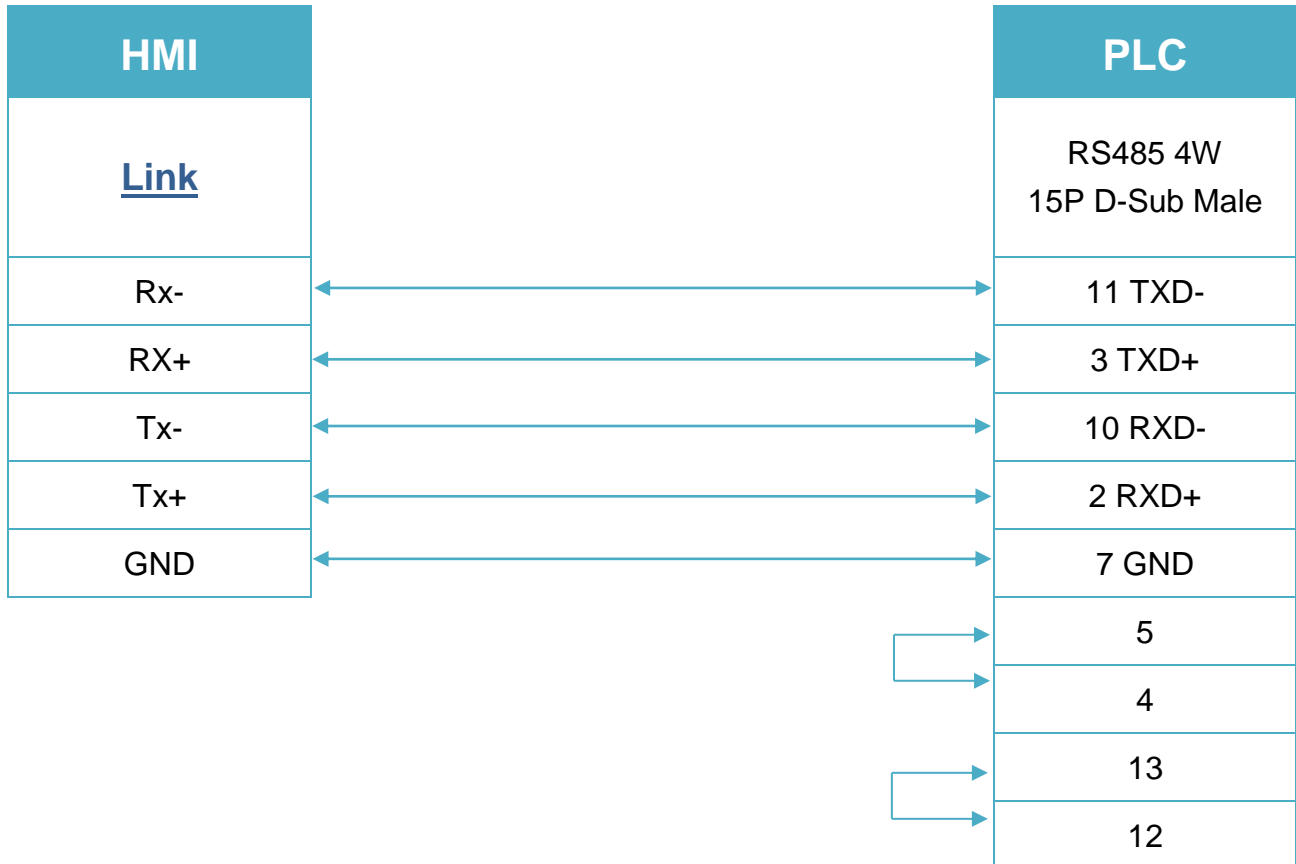 HMI
PLC
Link
RS485 4W
15P D-Sub Male
Rx-
11 TXD-
RX+
3 TXD+
Tx-
10 RXD-
Tx+
2 RXD+
GND
7 GND
5
4
13
12